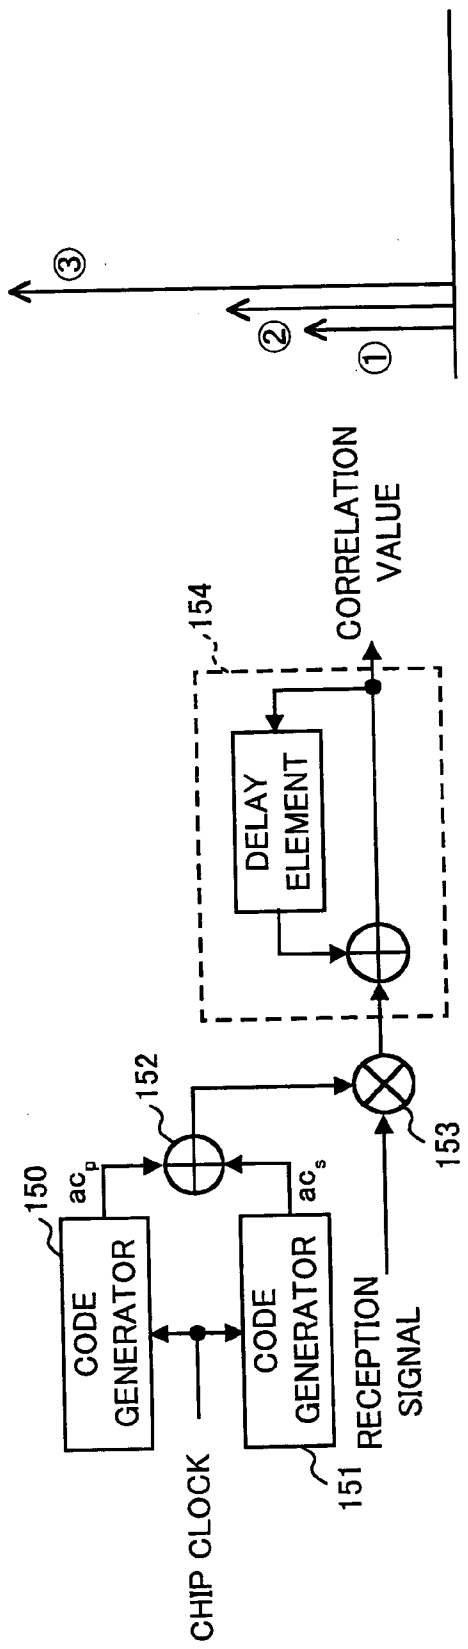 CHIP CLOCK
CODE
GENERATOR
150
ac_p
152
CODE
GENERATOR
151
ac_s
RECEPTION
SIGNAL
153
154
DELAY
ELEMENT
CORRELATION
VALUE
①
②
③